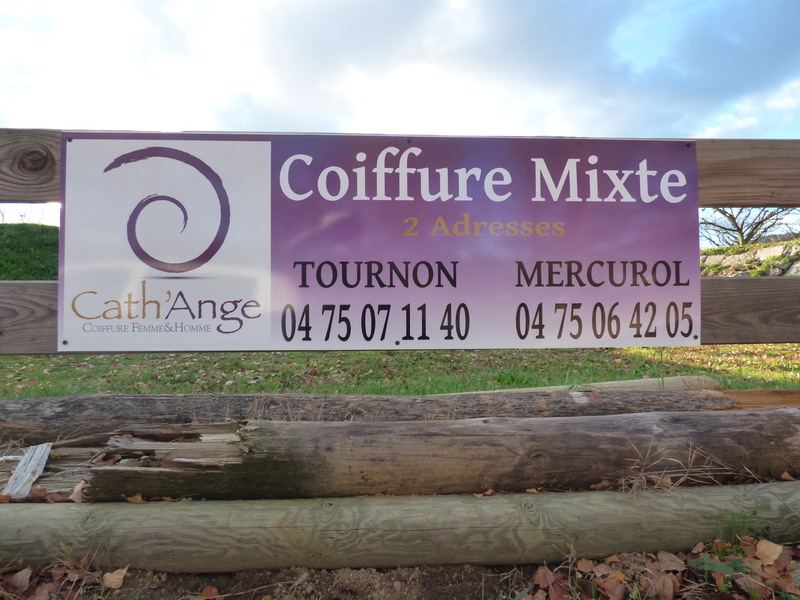 Coiffure Mixte
2 Adresses
Cath'Ange
Coiffure Femme&Homme
TOURNON
04 75 07 11 40
MERCUROL
04 75 06 42 05